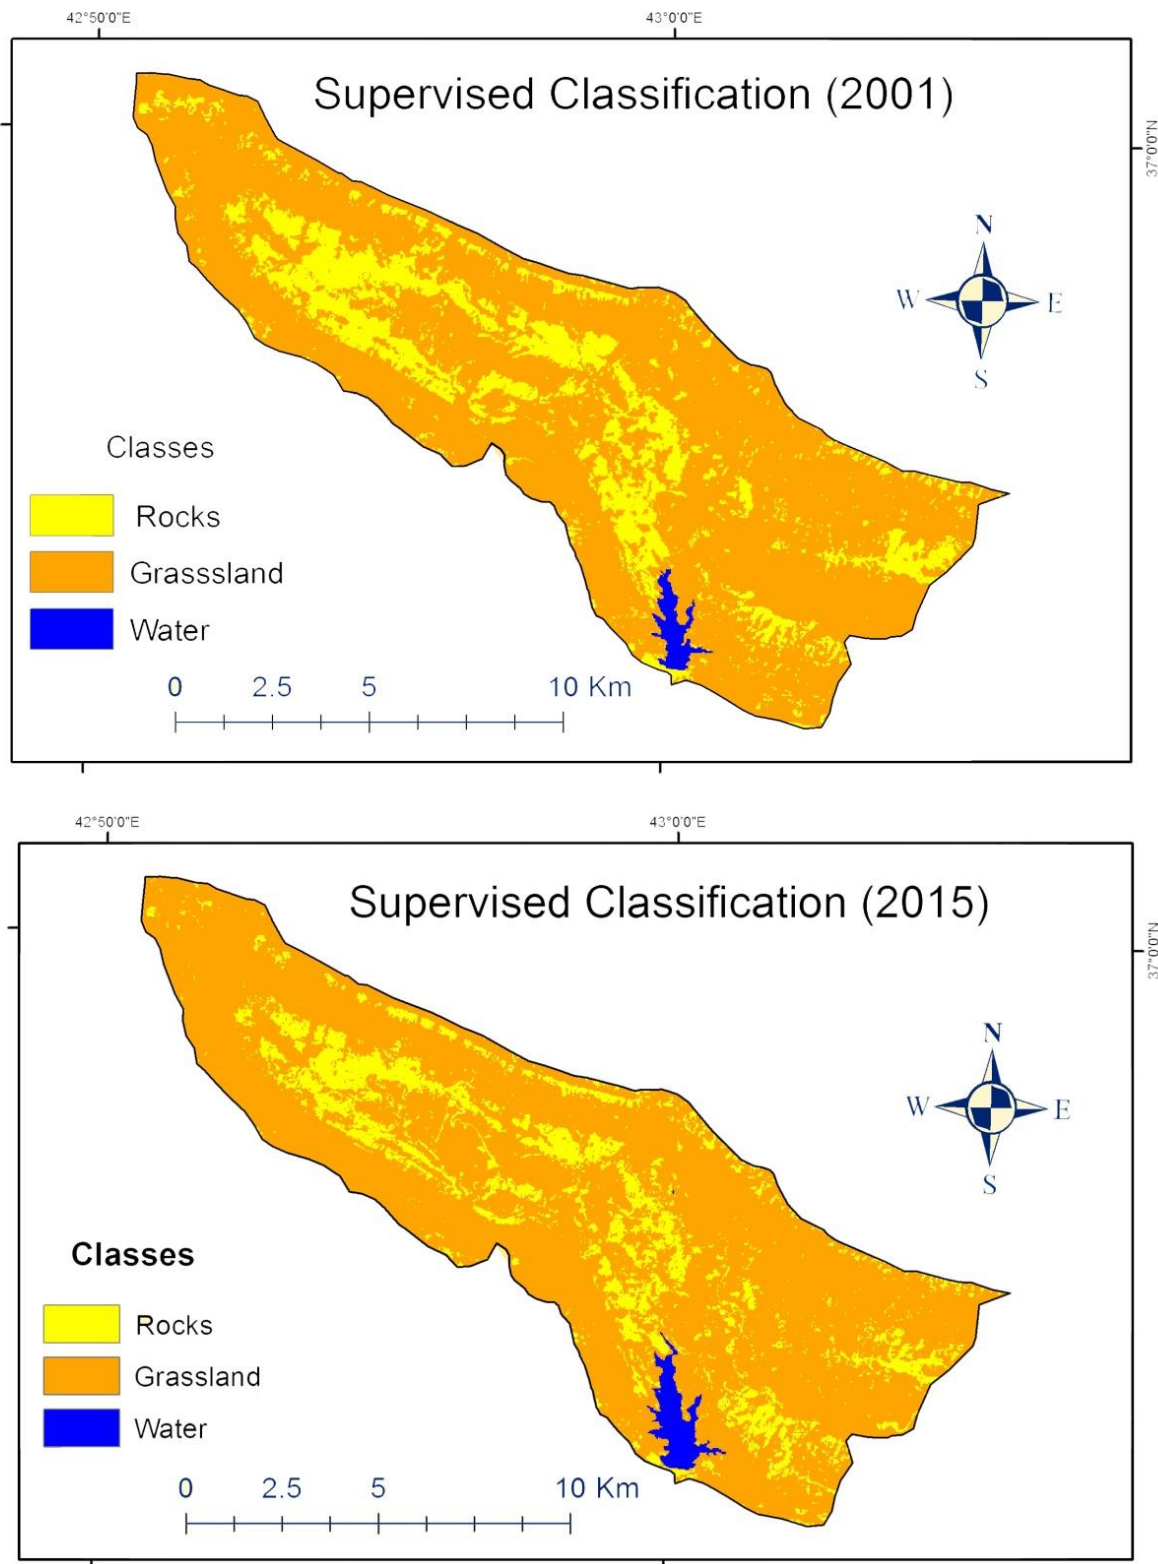 42°50'0"E 43°0'0"E
Supervised Classification (2001)
37°0'0"N
N
W E
S
Classes
Rocks
Grasssland
Water
0 2.5 5 10 Km
42°50'0"E 43°0'0"E
Supervised Classification (2015)
37°0'0"N
N
W E
S
Classes
Rocks
Grassland
Water
0 2.5 5 10 Km